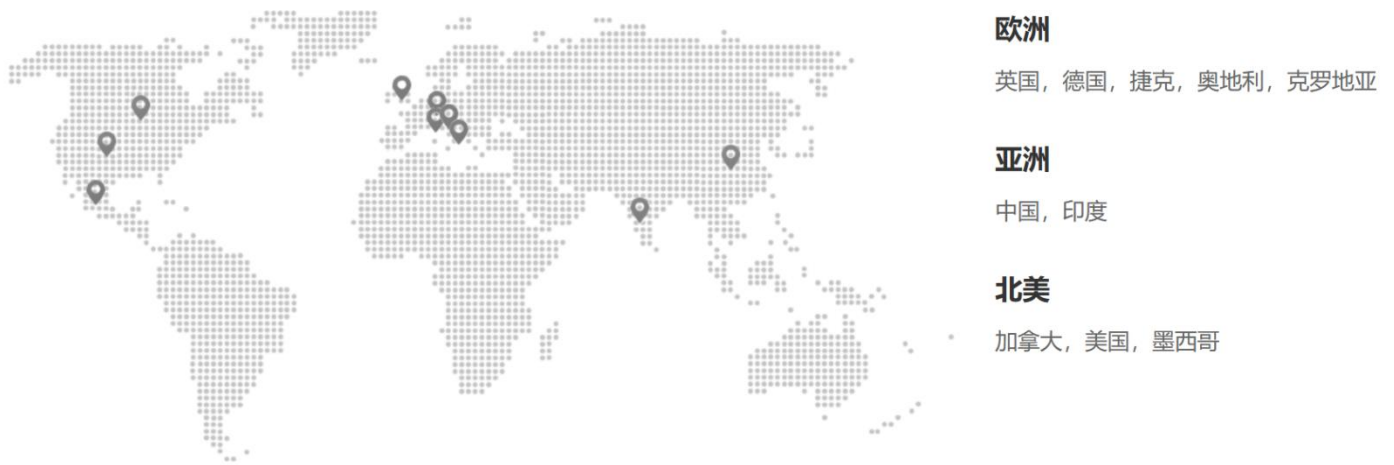 欧洲
英国，德国，捷克，奥地利，克罗地亚
亚洲
中国，印度
北美
加拿大，美国，墨西哥